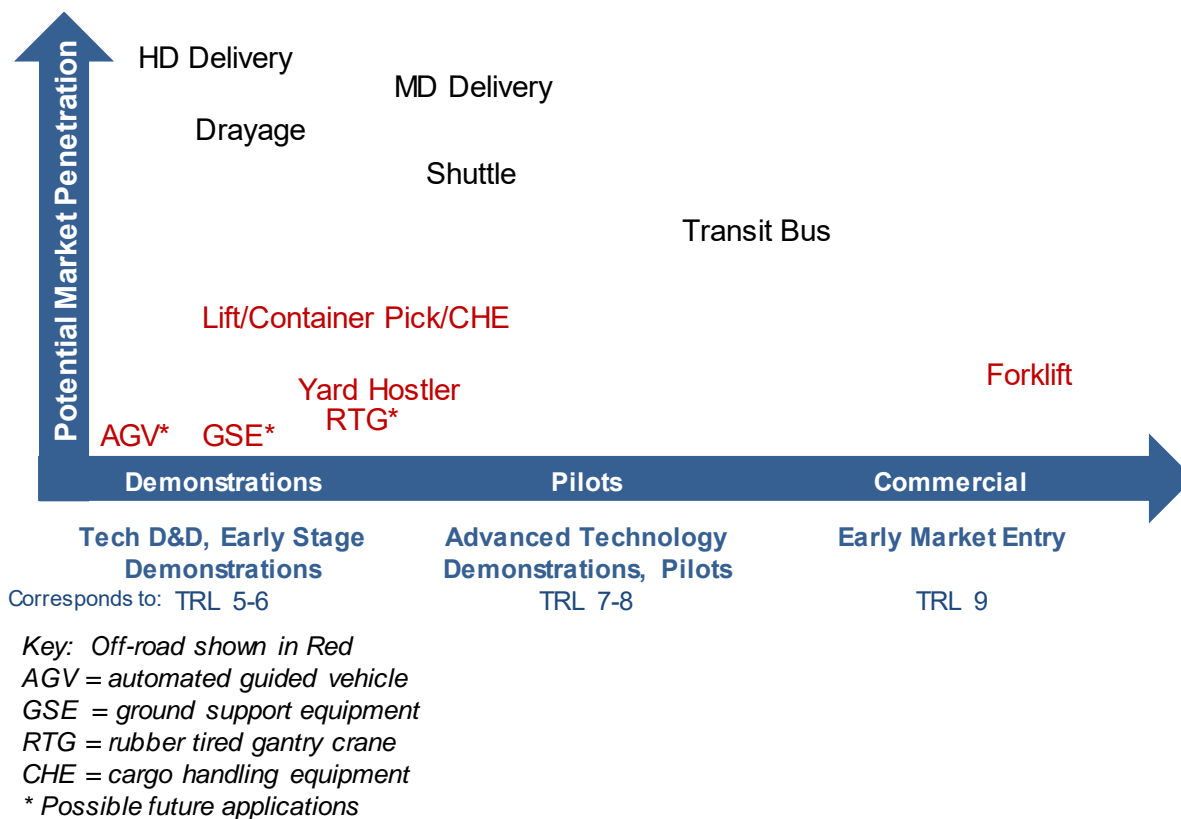 Potential Market Penetration
HD Delivery
MD Delivery
Drayage
Shuttle
Transit Bus
Lift/Container Pick/CHE
Forklift
Yard Hostler
RTG*
AGV*
GSE*
Demonstrations
Pilots
Commercial
Tech D&D, Early Stage
Demonstrations
Advanced Technology
Demonstrations, Pilots
Early Market Entry
Corresponds to: TRL 5-6
TRL 7-8
TRL 9
Key: Off-road shown in Red
AGV = automated guided vehicle
GSE = ground support equipment
RTG = rubber tired gantry crane
CHE = cargo handling equipment
* Possible future applications